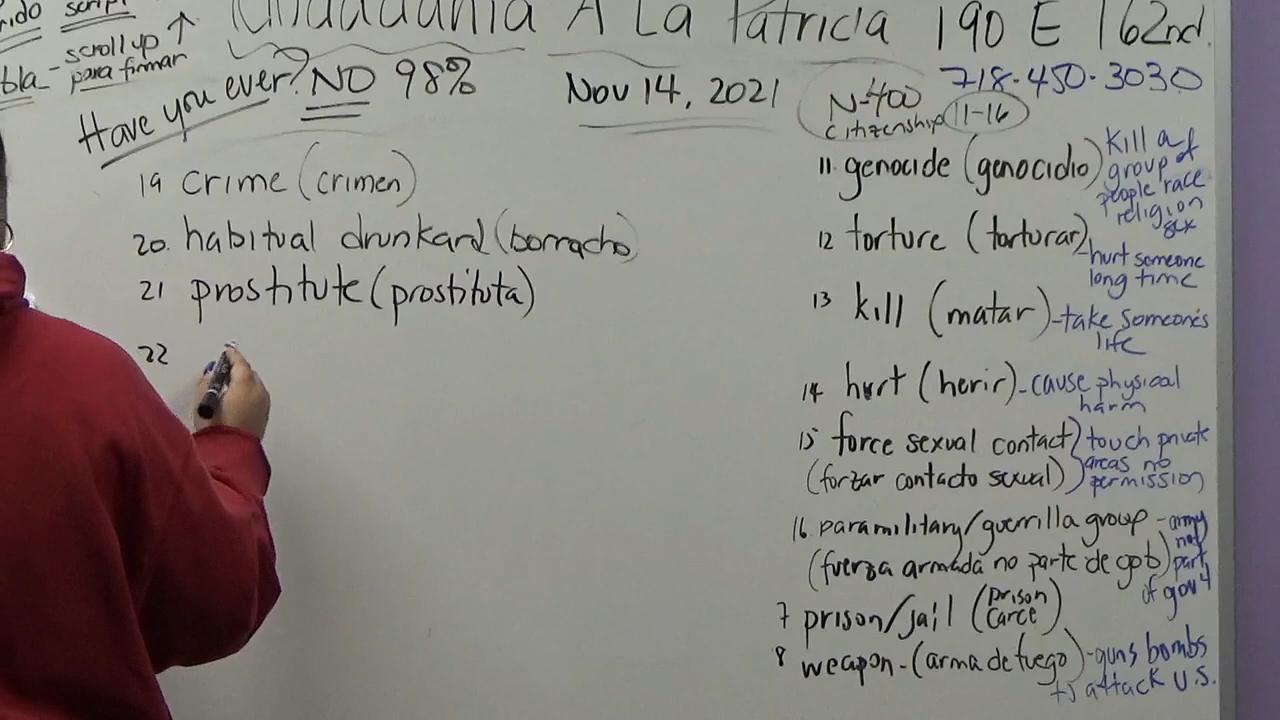 script
scroll up ↑
bla - para firmar
Ciudadanía A La Patricia 190 E 162nd.
718-450-3030
Have you ever? NO 98% Nov 14, 2021
N-400
citizenship 11-16
19 crime (crimen)
20. habitual drunkard (borracho)
21 prostitute (prostituta)
22
11. genocide (genocidio) Kill a
group of
people race
religion
sex
12 torture (torturar) - hurt someone
long time
13 kill (matar) - take someone's
life
14 hurt (herir) - cause physical
harm
15 force sexual contact) touch private
(forzar contacto sexual) areas no
permission
16. paramilitary/guerrilla group - army
(fuerza armada no parte de gob) not
part
of gov't
7 prison/jail (prison
carce)
8 weapon - (arma de fuego) - guns bombs
to attack U.S.